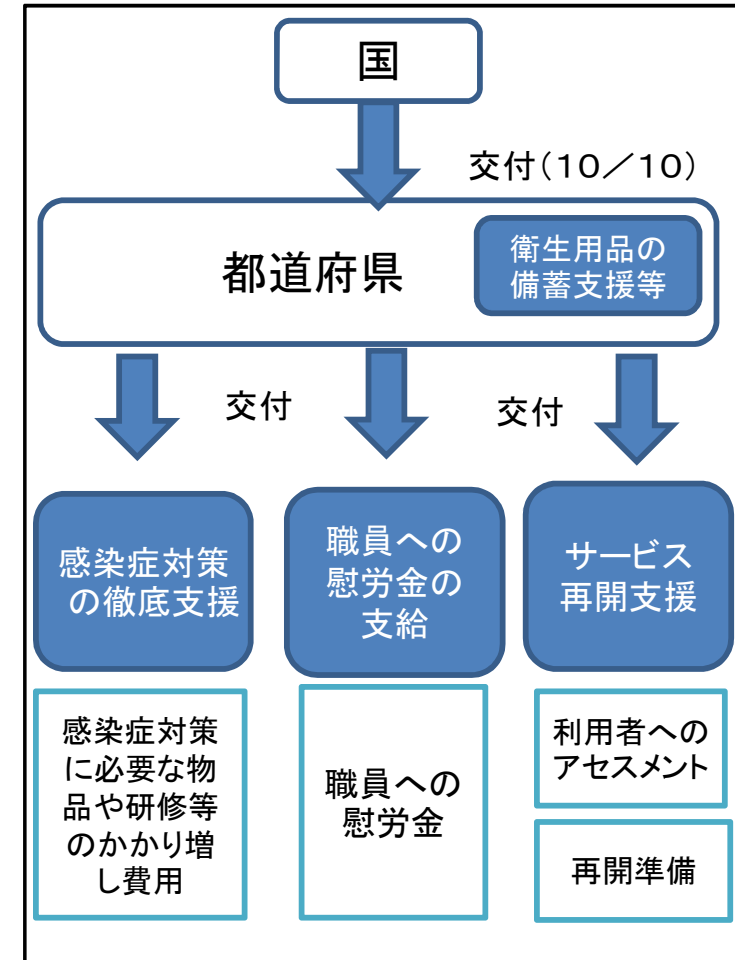 国
交付(10/10)
都道府県
衛生用品の
備蓄支援等
交付
交付
感染症対策
の徹底支援
職員への
慰労金の
支給
サービス
再開支援
感染症対策
に必要な物
品や研修等
のかかり増
し費用
職員への
慰労金
利用者への
アセスメント
再開準備